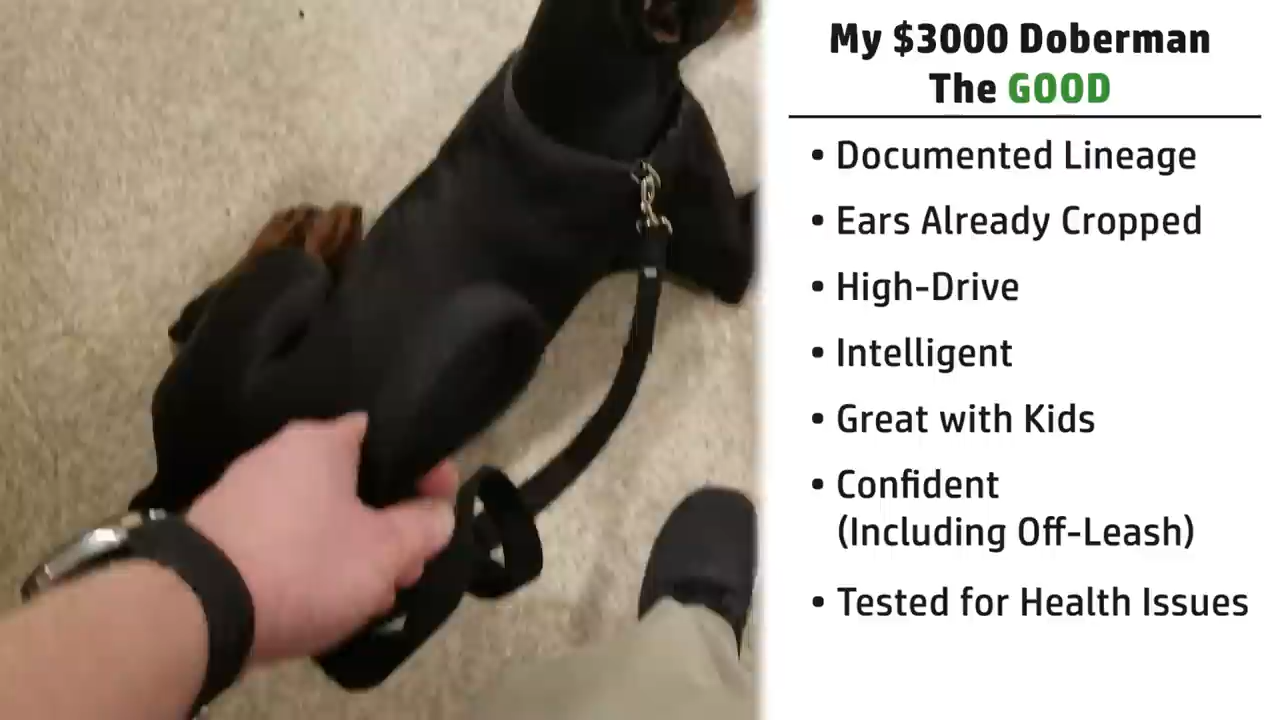 My $3000 Doberman
The GOOD
• Documented Lineage
• Ears Already Cropped
• High-Drive
• Intelligent
• Great with Kids
• Confident
(Including Off-Leash)
• Tested for Health Issues